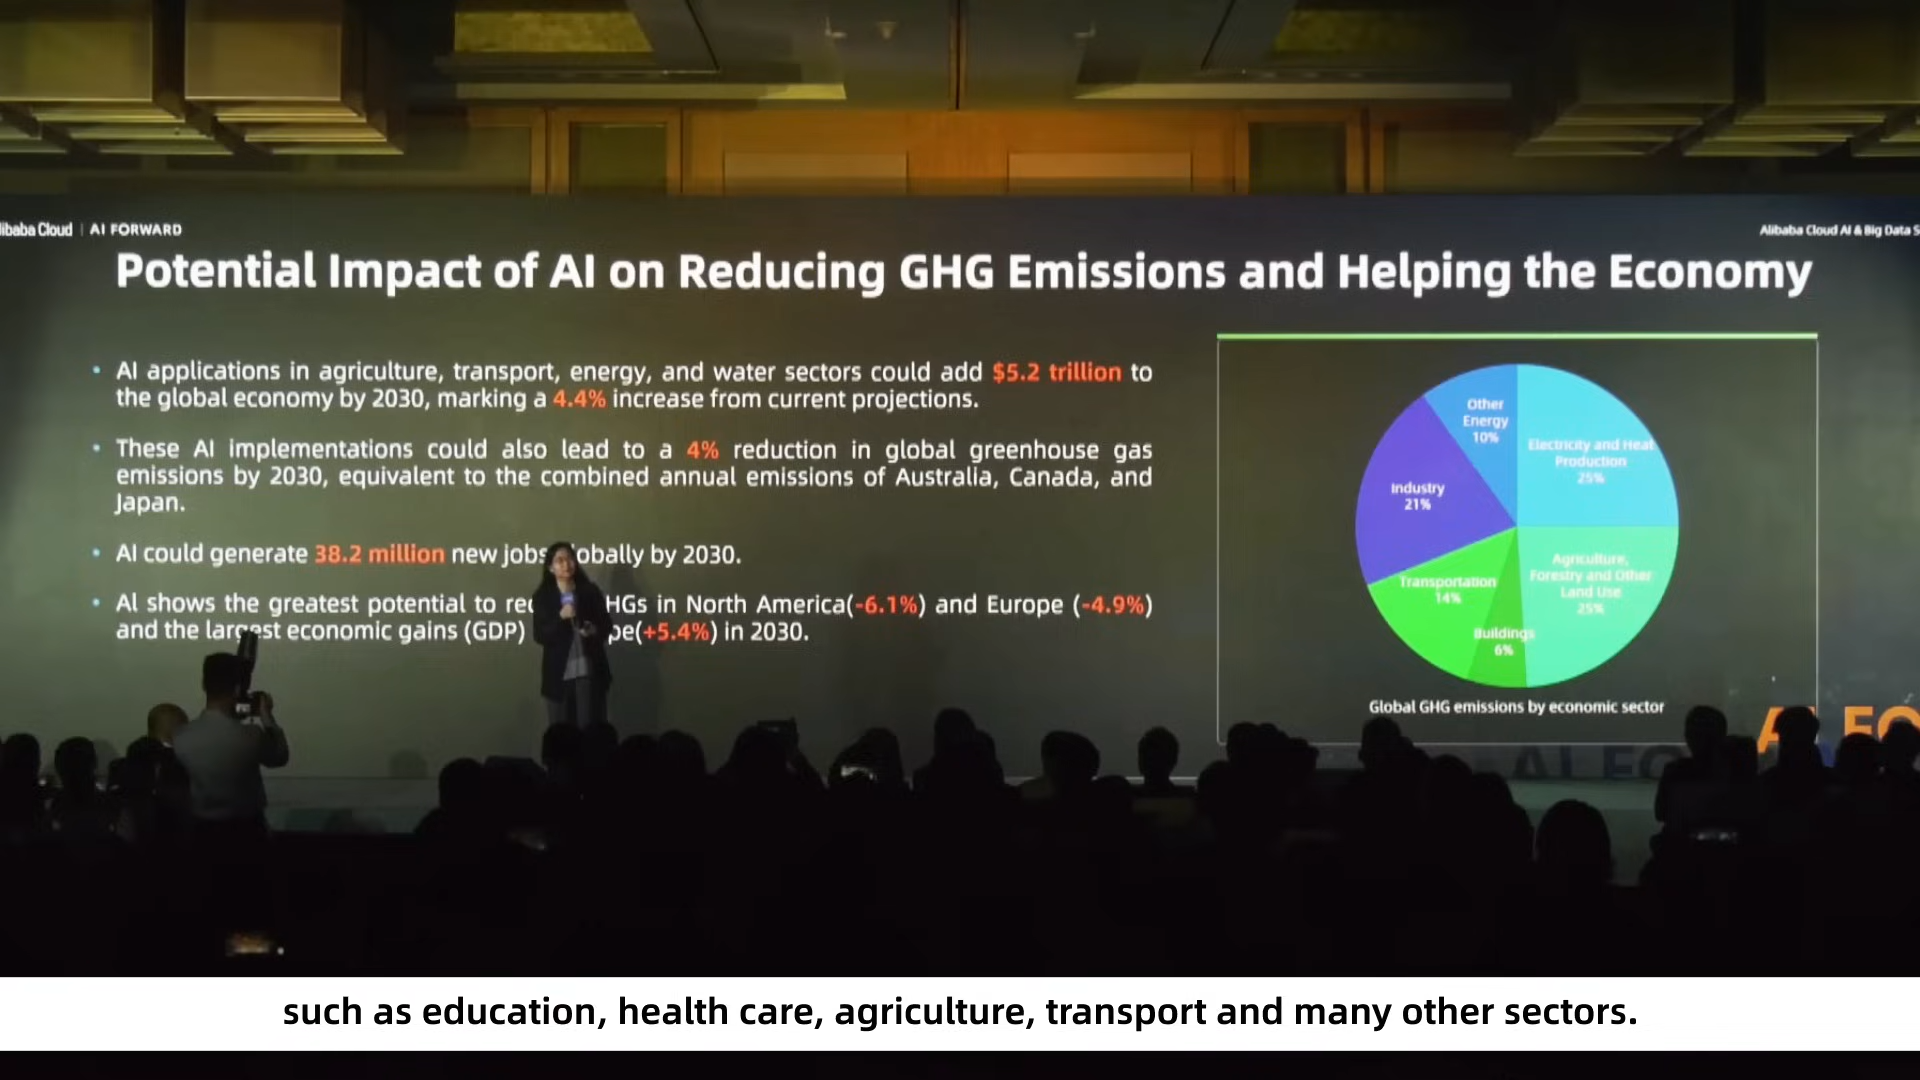 libaba Cloud | AI FORWARD
Alibaba Cloud AI & Big Data S
Potential Impact of AI on Reducing GHG Emissions and Helping the Economy
• AI applications in agriculture, transport, energy, and water sectors could add $5.2 trillion to
the global economy by 2030, marking a 4.4% increase from current projections.
• These AI implementations could also lead to a 4% reduction in global greenhouse gas
emissions by 2030, equivalent to the combined annual emissions of Australia, Canada, and
Japan.
• AI could generate 38.2 million new jobs obally by 2030.
• Al shows the greatest potential to rec HGs in North America(-6.1%) and Europe (-4.9%)
and the largest economic gains (GDP) pe(+5.4%) in 2030.
Other
Energy
10%
Electricity and Heat
Production
25%
Industry
21%
Agriculture,
Forestry and Other
Land Use
25%
Transportation
14%
Buildings
6%
Global GHG emissions by economic sector
AI FO
AI FO
such as education, health care, agriculture, transport and many other sectors.